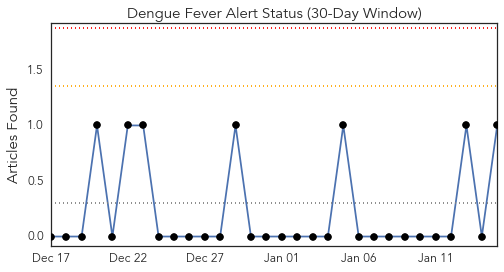 Dengue Fever Alert Status (30-Day Window)
Articles Found
1.5
1.0
0.5
0.0
Dec 17 Dec 22 Dec 27 Jan 01 Jan 06 Jan 11